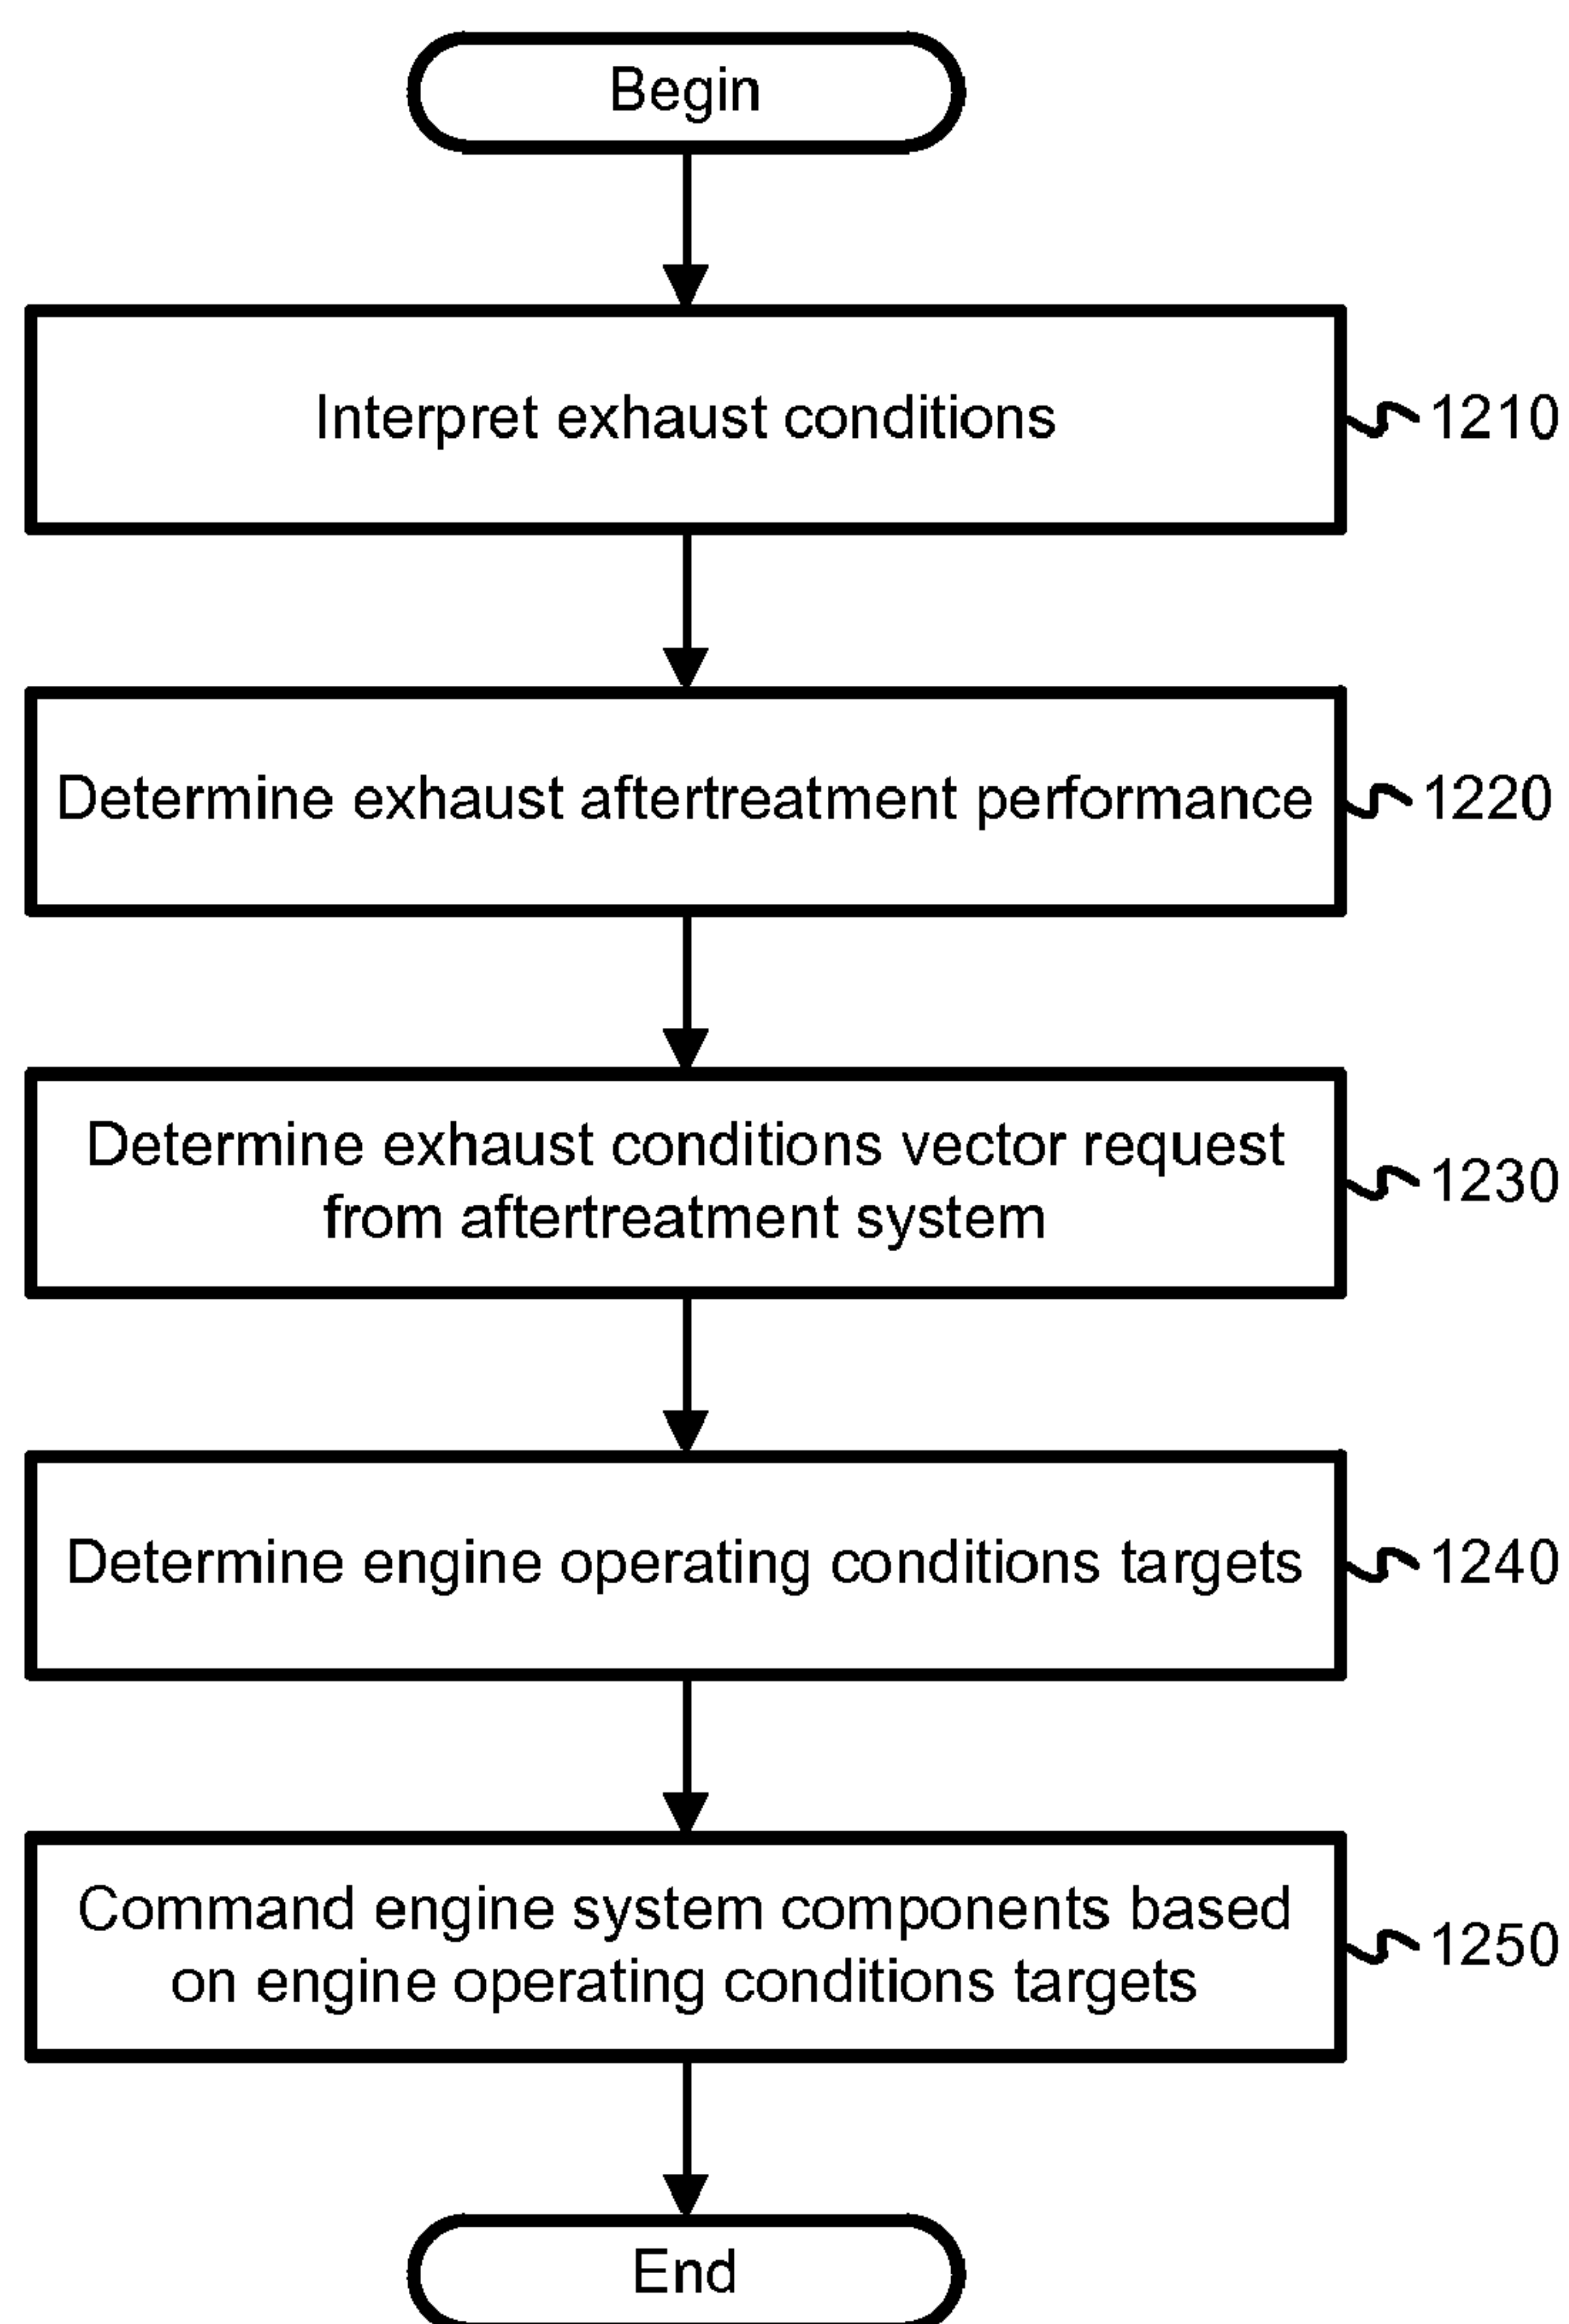 Begin
Interpret exhaust conditions
1210
Determine exhaust aftertreatment performance
1220
Determine exhaust conditions vector request
from aftertreatment system
1230
Determine engine operating conditions targets
1240
Command engine system components based
on engine operating conditions targets
1250
End